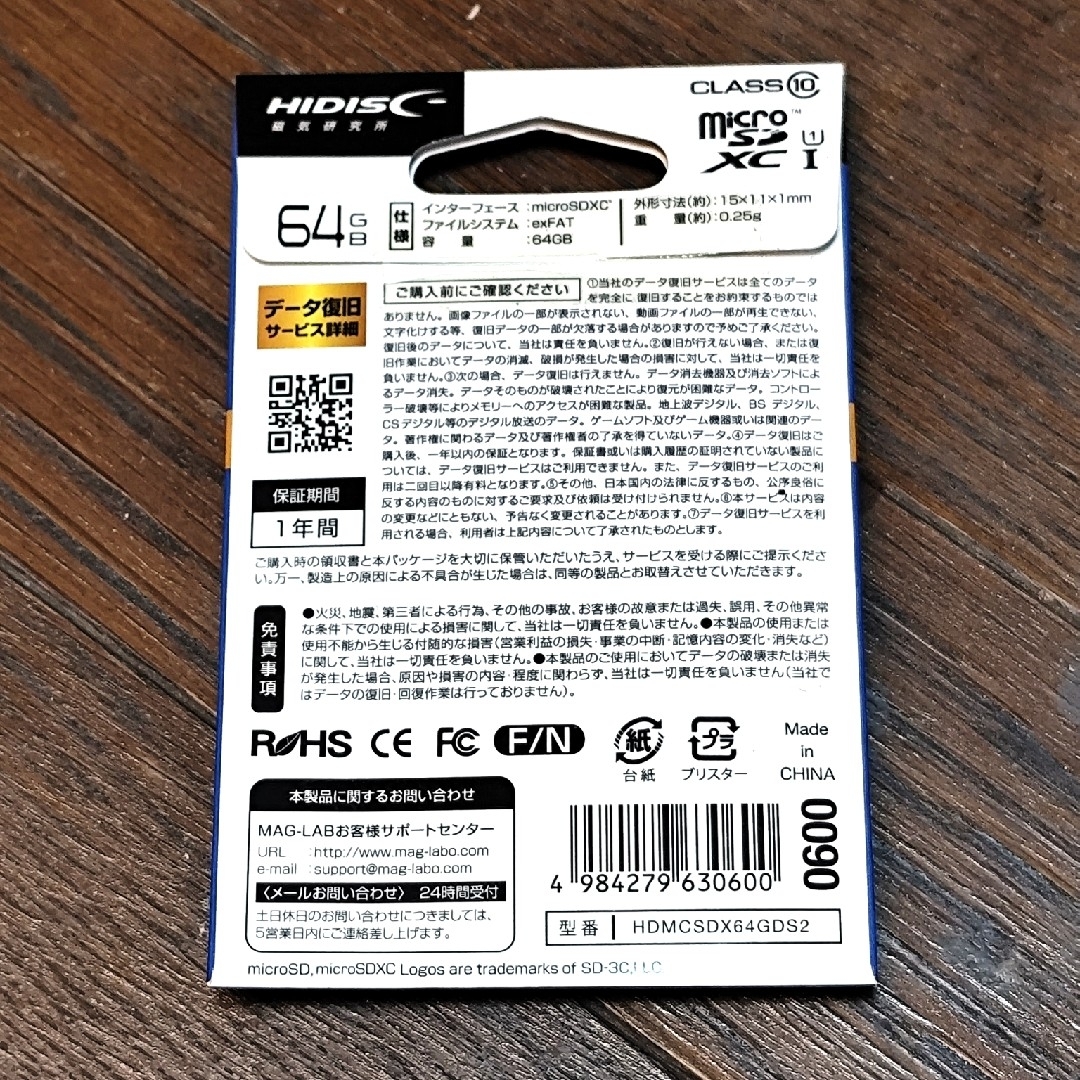 HIDISC
磁気研究所
CLASS⑩
micro SD XC I
1
64GB
仕様
インターフェース:microSDXC
ファイルシステム:exFAT
容量:64GB
外形寸法(約):15×11×1mm
重量(約):0.25g
データ復旧
サービス詳細
ご購入前にご確認ください
①当社のデータ復旧サービスは全てのデータ
を完全に復旧することをお約束するものでは
ありません。画像ファイルの一部が表示されない、動画ファイルの一部が再生できない、
文字化けする等、復旧データの一部が欠落する場合がありますので予めご了承ください。
復旧後のデータについて、当社は責任を負いません。②復旧が行えない場合、または復
旧作業においてデータの消滅、破損が発生した場合の損害に対して、当社は一切責任を
負いません。③次の場合、データ復旧は行えません。データ消去機器及び消去ソフトによ
るデータ消失。データそのものが破壊されたことにより復元が困難なデータ。コントロー
ラー破壊等によりメモリーへのアクセスが困難な製品。地上波デジタル、BS デジタル、
CSデジタル等のデジタル放送のデータ。ゲームソフト及びゲーム機器或いは関連のデー
タ。著作権に関わるデータ及び著作権者の了承を得ていないデータ。④データ復旧はご
購入後、一年以内の保証となります。保証書或いは購入履歴の証明されていない製品に
ついては、データ復旧サービスはご利用できません。また、データ復旧サービスのご利
用は二回目以降有料となります。⑤その他、日本国内の法律に反するもの、公序良俗に
反する内容のものに対するご要求及び依頼は受け付けられません。⑥本サービスは内容
の変更などにともない、予告なく変更されることがあります。⑦データ復旧サービスを利
用される場合、利用者は上記内容について了承されたものとします。
保証期間
1年間
ご購入時の領収書と本パッケージを大切に保管いただいたうえ、サービスを受ける際にご提示くださ
い。万一、製造上の原因による不具合が生じた場合は、同等の製品とお取替えさせていただきます。
免責事項
●火災、地震、第三者による行為、その他の事故、お客様の故意または過失、誤用、その他異常
な条件下での使用による損害に関して、当社は一切責任を負いません。●本製品の使用または
使用不能から生じる付随的な損害(営業利益の損失・事業の中断・記憶内容の変化・消失など)
に関して、当社は一切責任を負いません。●本製品のご使用においてデータの破壊または消失
が発生した場合、原因や損害の内容・程度に関わらず、当社は一切責任を負いません(当社で
はデータの復旧・回復作業は行っておりません)。
RoHS CE FC F/N
紙
台紙
プラ
ブリスター
Made
in
CHINA
本製品に関するお問い合わせ
MAG-LABお客様サポートセンター
URL :http://www.mag-labo.com
e-mail :support@mag-labo.com
〈メールお問い合わせ〉 24時間受付
土日休日のお問い合わせにつきましては、
5営業日内にご連絡差し上げます。
4 984279 630600
0600
型番 HDMCSDX64GDS2
microSD, microSDXC Logos are trademarks of SD-3C,LLC